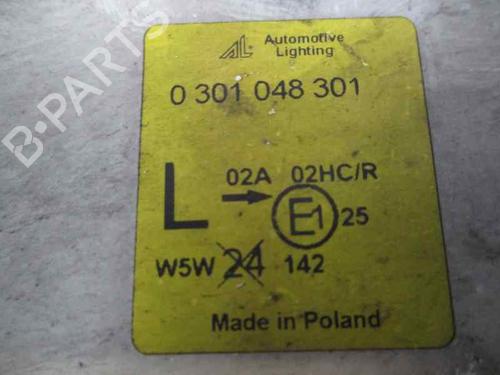 AL Automotive
Lighting
0 301 048 301
L 02A 02HC/R
E1 25
W5W 24 142
Made in Poland
B-PARTS